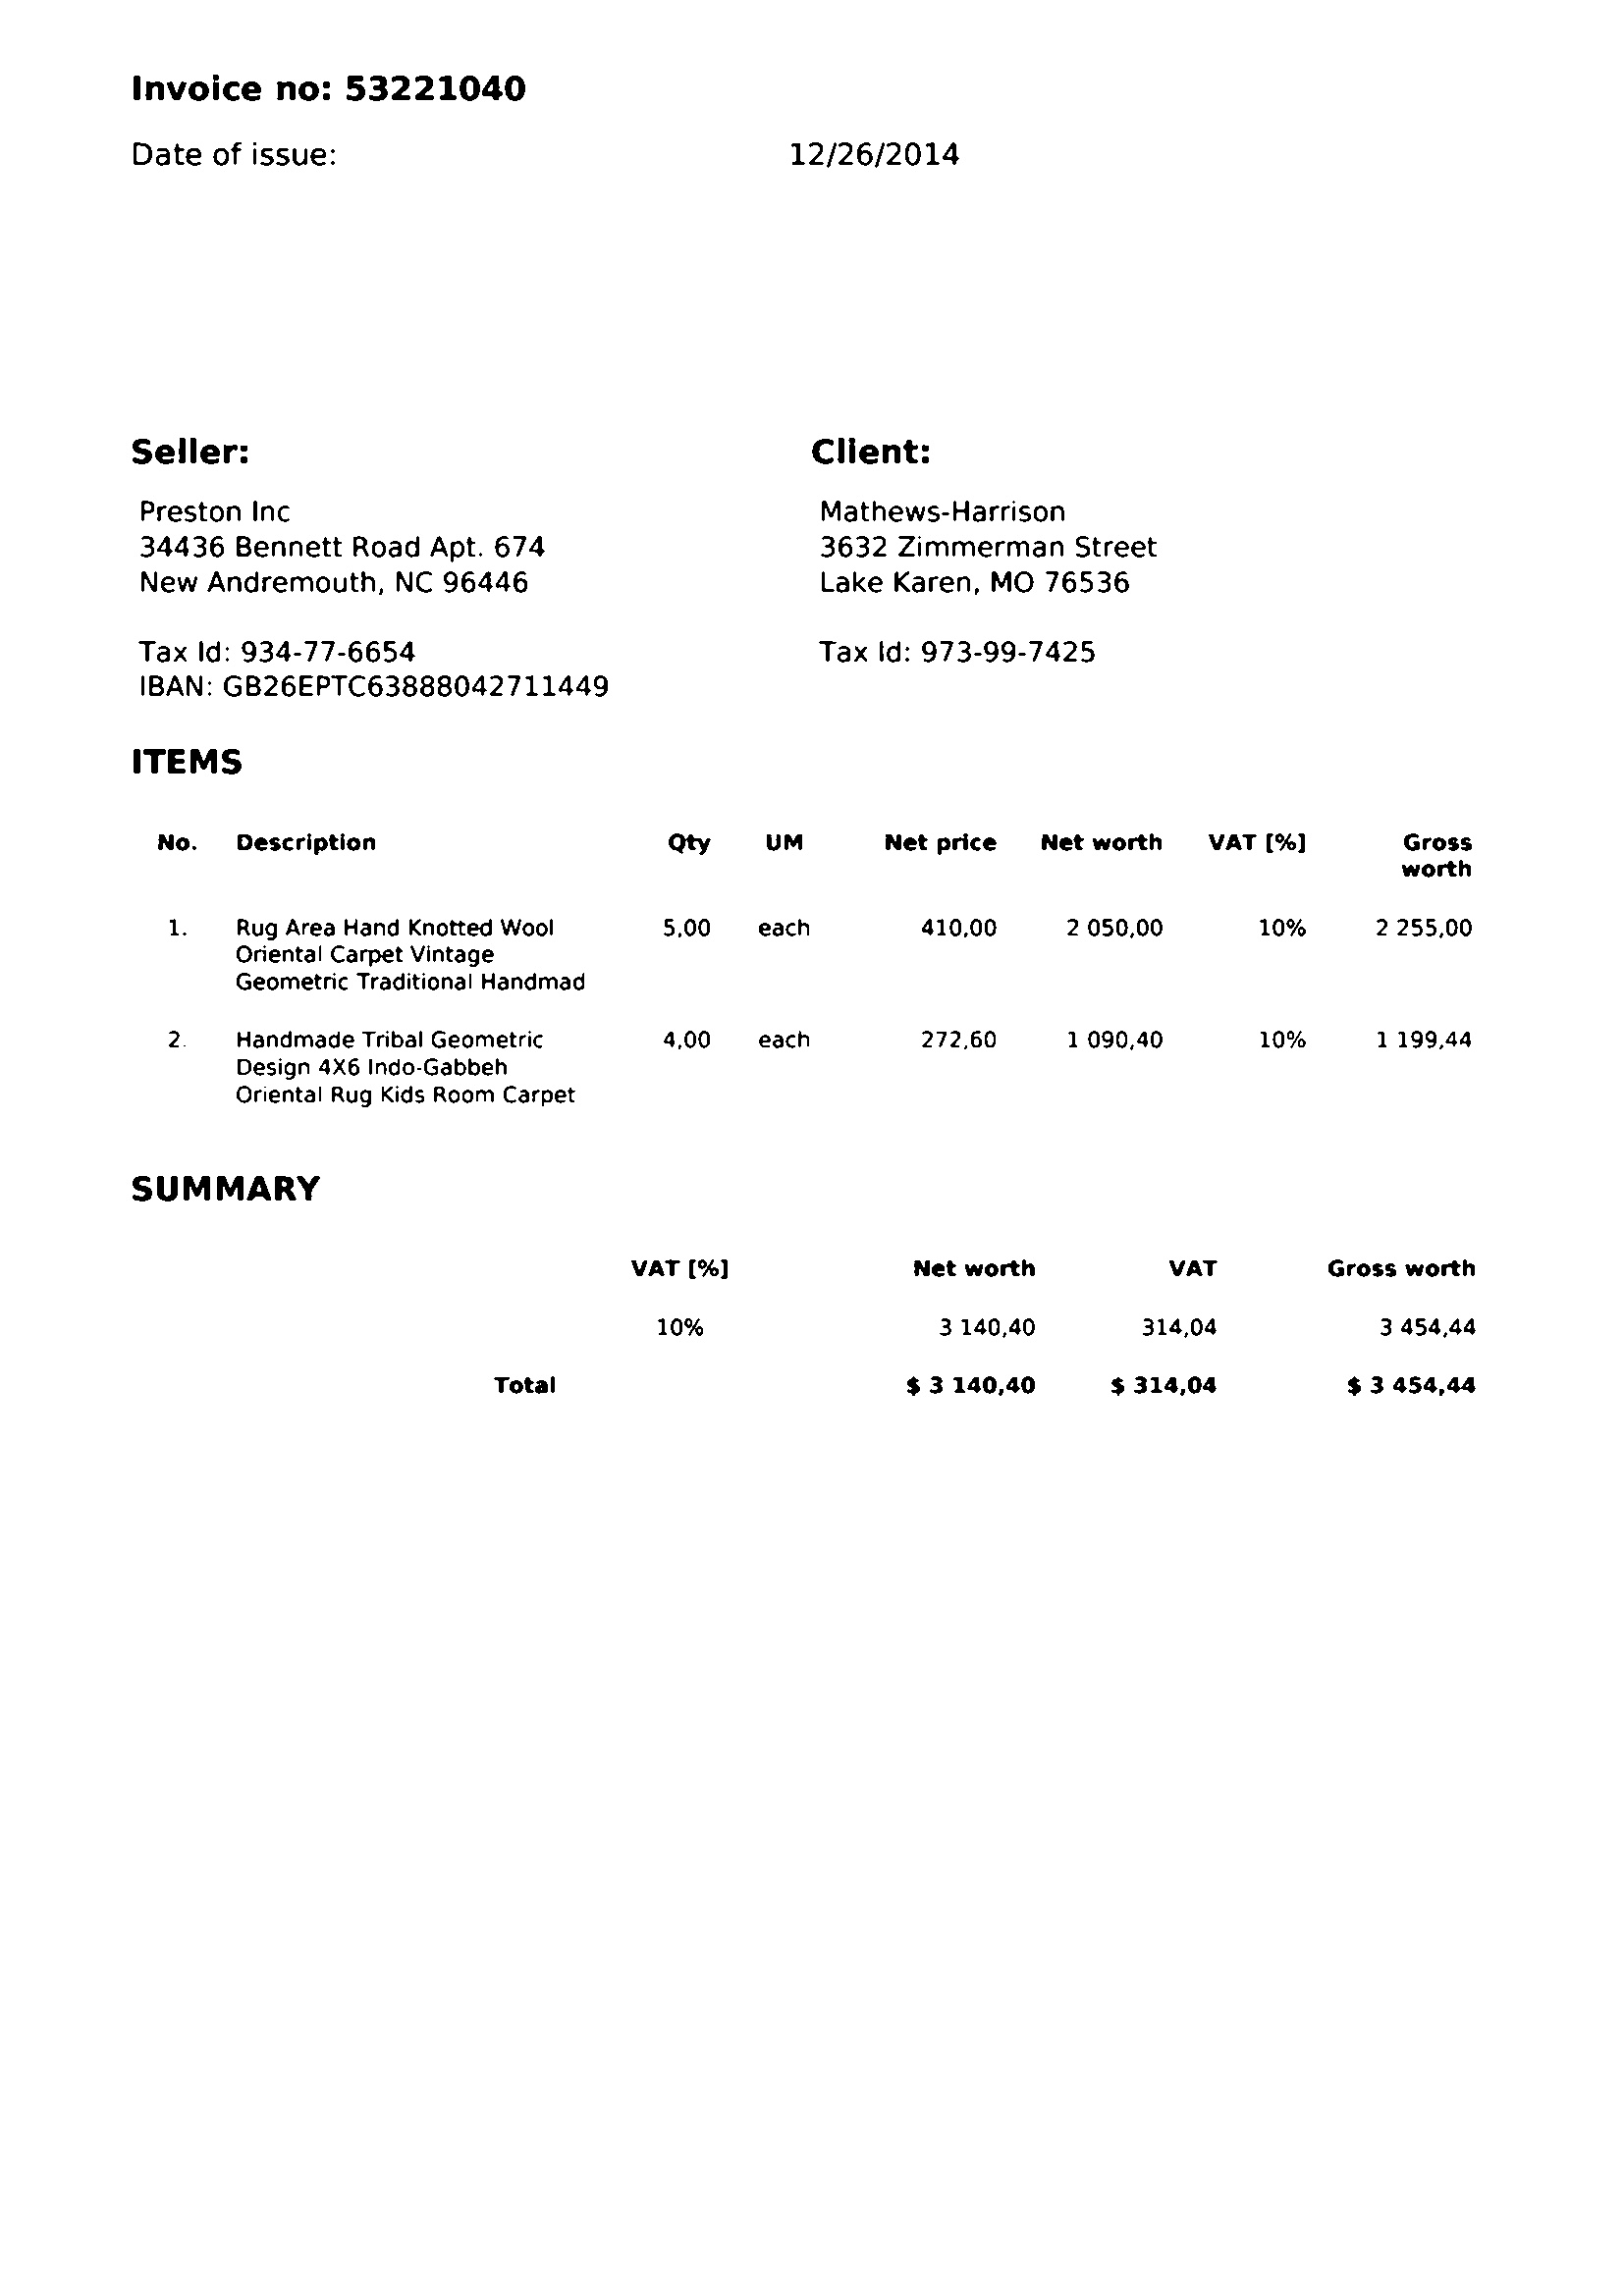 Invoice no: 53221040
Date of issue: 12/26/2014
Seller:
Preston Inc
34436 Bennett Road Apt. 674
New Andremouth, NC 96446
Tax Id: 934-77-6654
IBAN: GB26EPTC63888042711449
Client:
Mathews-Harrison
3632 Zimmerman Street
Lake Karen, MO 76536
Tax Id: 973-99-7425
ITEMS
No. Description Qty UM Net price Net worth VAT [%] Gross
worth
1. Rug Area Hand Knotted Wool 5,00 each 410,00 2 050,00 10% 2 255,00
Oriental Carpet Vintage
Geometric Traditional Handmad
2. Handmade Tribal Geometric 4,00 each 272,60 1 090,40 10% 1 199,44
Design 4X6 Indo-Gabbeh
Oriental Rug Kids Room Carpet
SUMMARY
VAT [%] Net worth VAT Gross worth
10% 3 140,40 314,04 3 454,44
Total $ 3 140,40 $ 314,04 $ 3 454,44